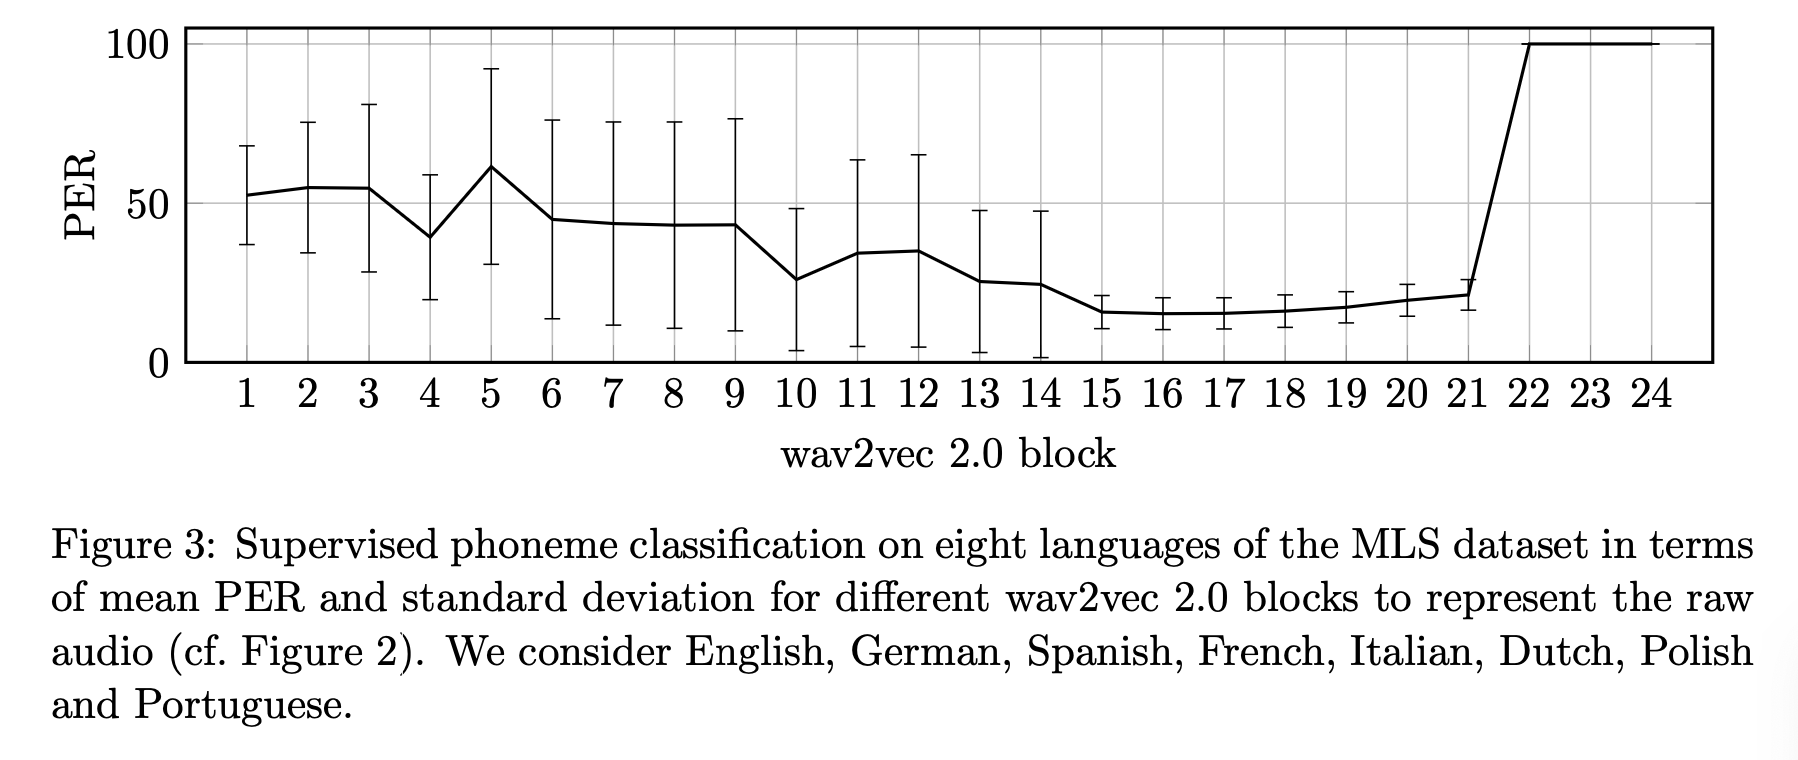 100
50
0
PER
1 2 3 4 5 6 7 8 9 10 11 12 13 14 15 16 17 18 19 20 21 22 23 24
wav2vec 2.0 block
Figure 3: Supervised phoneme classification on eight languages of the MLS dataset in terms
of mean PER and standard deviation for different wav2vec 2.0 blocks to represent the raw
audio (cf. Figure 2). We consider English, German, Spanish, French, Italian, Dutch, Polish
and Portuguese.